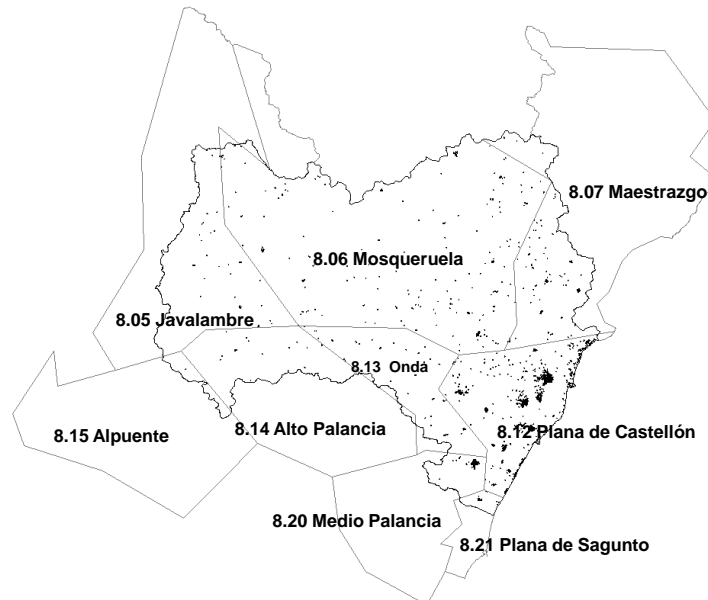 8.07 Maestrazgo
8.06 Mosqueruela
8.05 Javalambre
8.13 Onda
8.14 Alto Palancia
8.15 Alpuente
8.12 Plana de Castellón
8.20 Medio Palancia
8.21 Plana de Sagunto